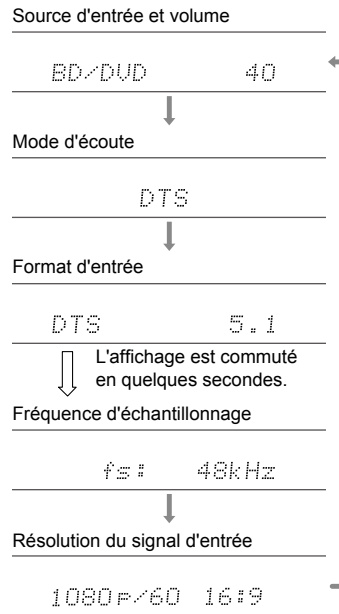 Source d'entrée et volume
BD/DVD 40
Mode d'écoute
DTS
Format d'entrée
DTS 5.1
L'affichage est commuté
en quelques secondes.
Fréquence d'échantillonnage
fs: 48kHz
Résolution du signal d'entrée
1080p/60 16:9